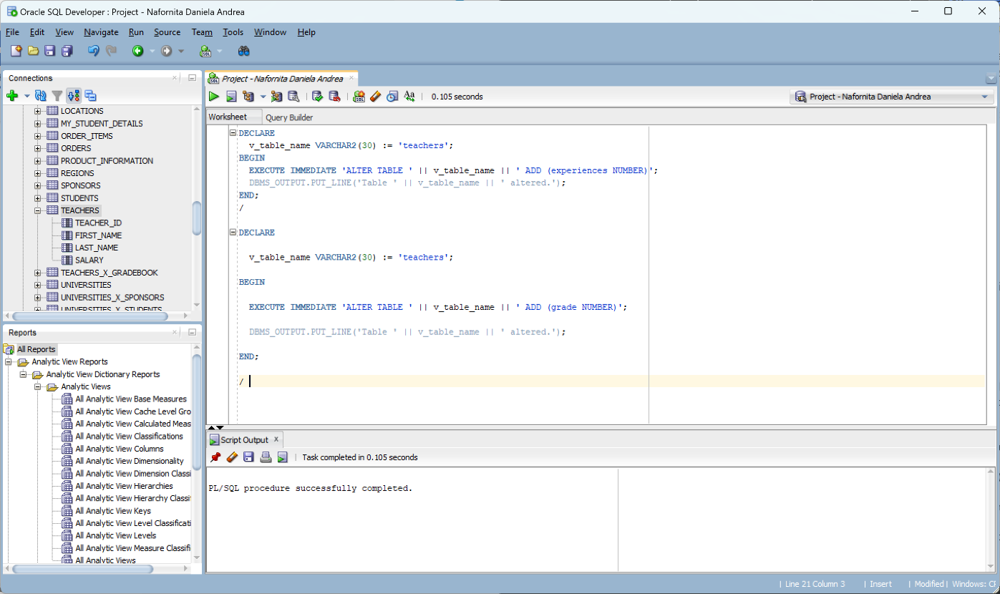 Oracle SQL Developer : Project - Nafornita Daniela Andrea
File Edit View Navigate Run Source Team Tools Window Help
Connections
LOCATIONS
MY_STUDENT_DETAILS
ORDER_ITEMS
ORDERS
PRODUCT_INFORMATION
REGIONS
SPONSORS
STUDENTS
TEACHERS
TEACHER_ID
FIRST_NAME
LAST_NAME
SALARY
TEACHERS_X_GRADEBOOK
UNIVERSITIES
UNIVERSITIES_X_SPONSORS
UNIVERSITIES_X_STUDENTS
Reports
All Reports
Analytic View Reports
Analytic View Dictionary Reports
Analytic Views
All Analytic View Base Measures
All Analytic View Cache Level Gro
All Analytic View Calculated Meas
All Analytic View Classifications
All Analytic View Columns
All Analytic View Dimensionality
All Analytic View Dimension Classi
All Analytic View Hierarchies
All Analytic View Hierarchy Classif
All Analytic View Keys
All Analytic View Level Classificati
All Analytic View Levels
All Analytic View Measure Classifi
All Analytic Views
Project - Nafornita Daniela Andrea
SQL
0.105 seconds
Project - Nafornita Daniela Andrea
Worksheet Query Builder
DECLARE
v_table_name VARCHAR2(30) := 'teachers';
BEGIN
EXECUTE IMMEDIATE 'ALTER TABLE ' || v_table_name || ' ADD (experiences NUMBER)';
DBMS_OUTPUT.PUT_LINE('Table ' || v_table_name || ' altered.');
END;
/
DECLARE
v_table_name VARCHAR2(30) := 'teachers';
BEGIN
EXECUTE IMMEDIATE 'ALTER TABLE ' || v_table_name || ' ADD (grade NUMBER)';
DBMS_OUTPUT.PUT_LINE('Table ' || v_table_name || ' altered.');
END;
/
Script Output x
Task completed in 0.105 seconds
PL/SQL procedure successfully completed.
| Line 21 Column 3 | Insert | Modified | Windows: Cl